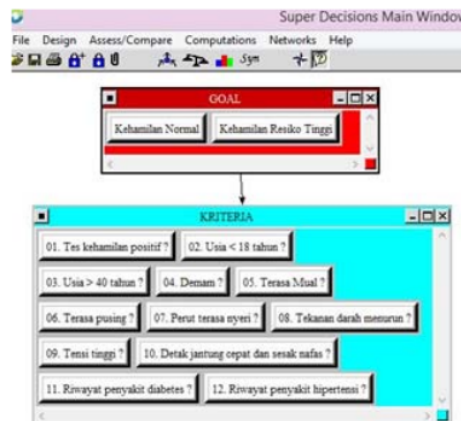 Super Decisions Main Window
File Design Assess/Compare Computations Networks Help
Syn
GOAL
Kehamilan Normal Kehamilan Resiko Tinggi
KRITERIA
01. Tes kehamilan positif ? 02. Usia < 18 tahun ?
03. Usia > 40 tahun ? 04. Demam ? 05. Terasa Mual ?
06. Terasa pusing ? 07. Perut terasa nyeri ? 08. Tekanan darah menurun ?
09. Tensi tinggi ? 10. Detak jantung cepat dan sesak nafas ?
11. Riwayat penyakit diabetes ? 12. Riwayat penyakit hipertensi ?